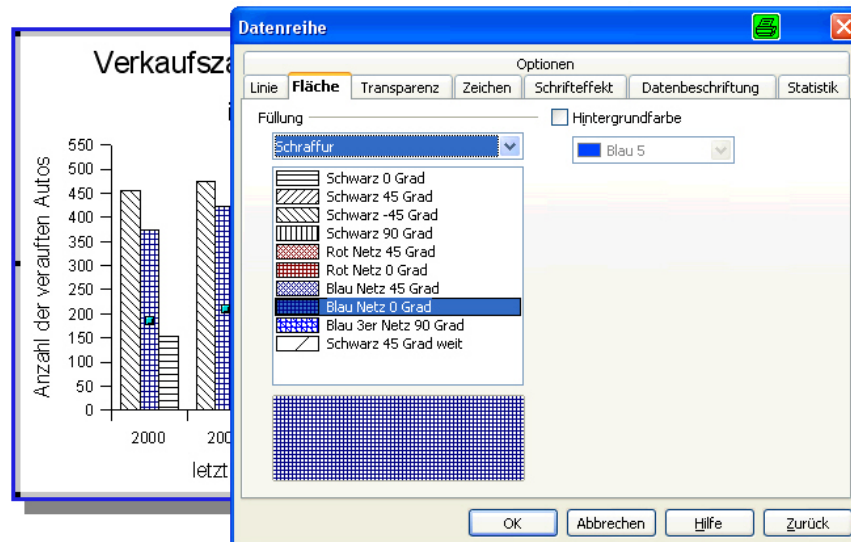 Datenreihe
Optionen
Linie Fläche Transparenz Zeichen Schrifteffekt Datenbeschriftung Statistik
Füllung
Hintergrundfarbe
Schraffur
Blau 5
Schwarz 0 Grad
Schwarz 45 Grad
Schwarz -45 Grad
Schwarz 90 Grad
Rot Netz 45 Grad
Rot Netz 0 Grad
Blau Netz 45 Grad
Blau Netz 0 Grad
Blau 3er Netz 90 Grad
Schwarz 45 Grad weit
OK Abbrechen Hilfe Zurück
Verkaufsza
i
Anzahl der verauften Autos
550
500
450
400
350
300
250
200
150
100
50
0
2000 200
letzt